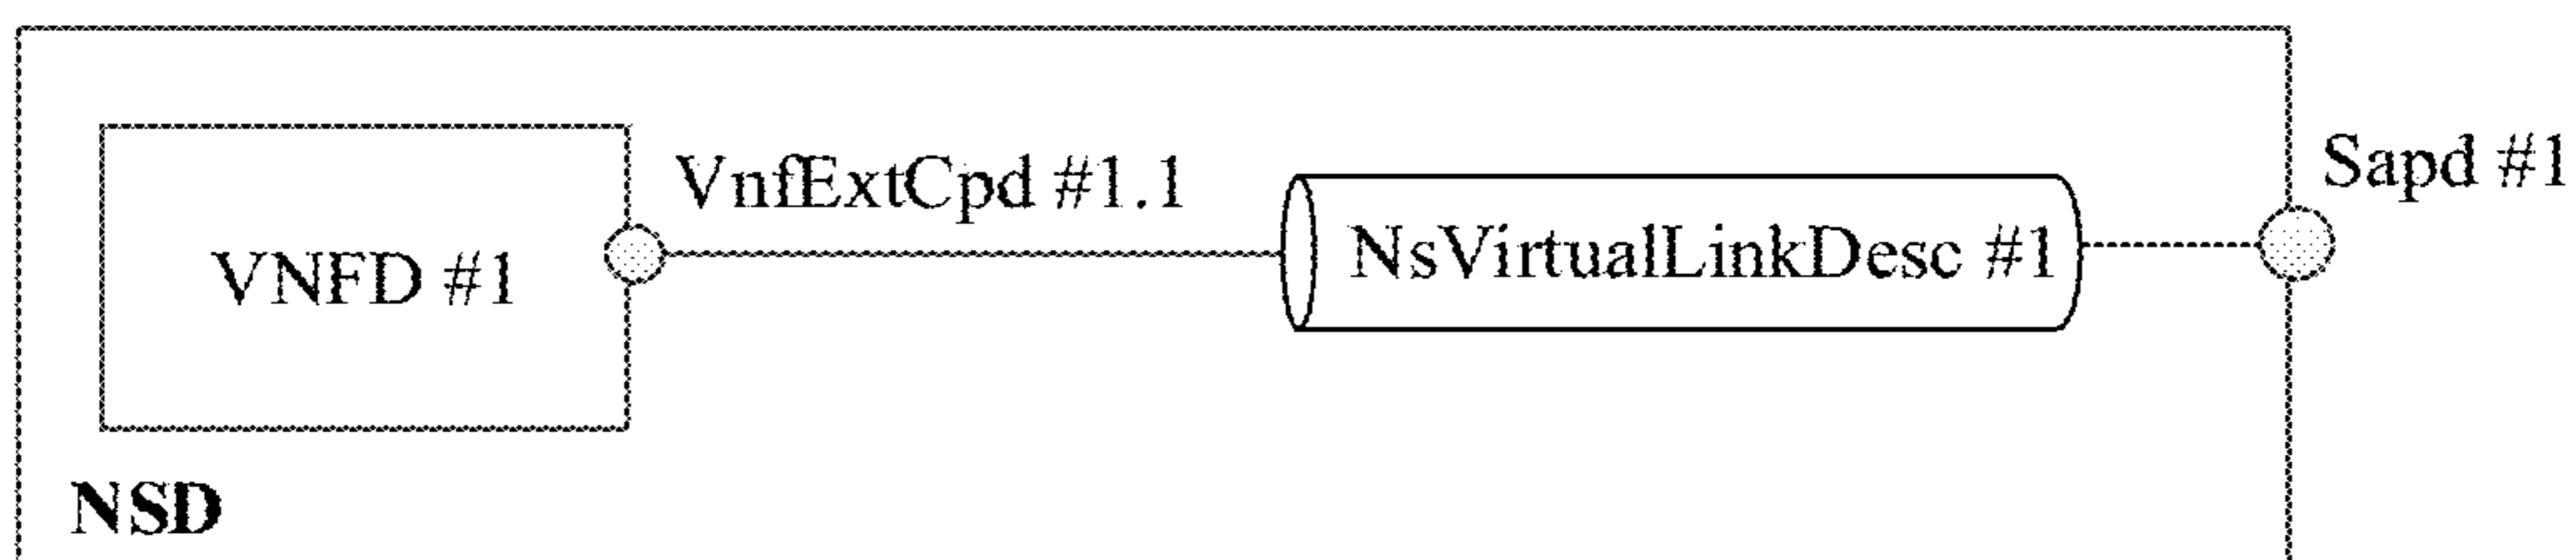 Sapd #1
VnfExtCpd #1.1
NsVirtualLinkDesc #1
VNFD #1
NSD